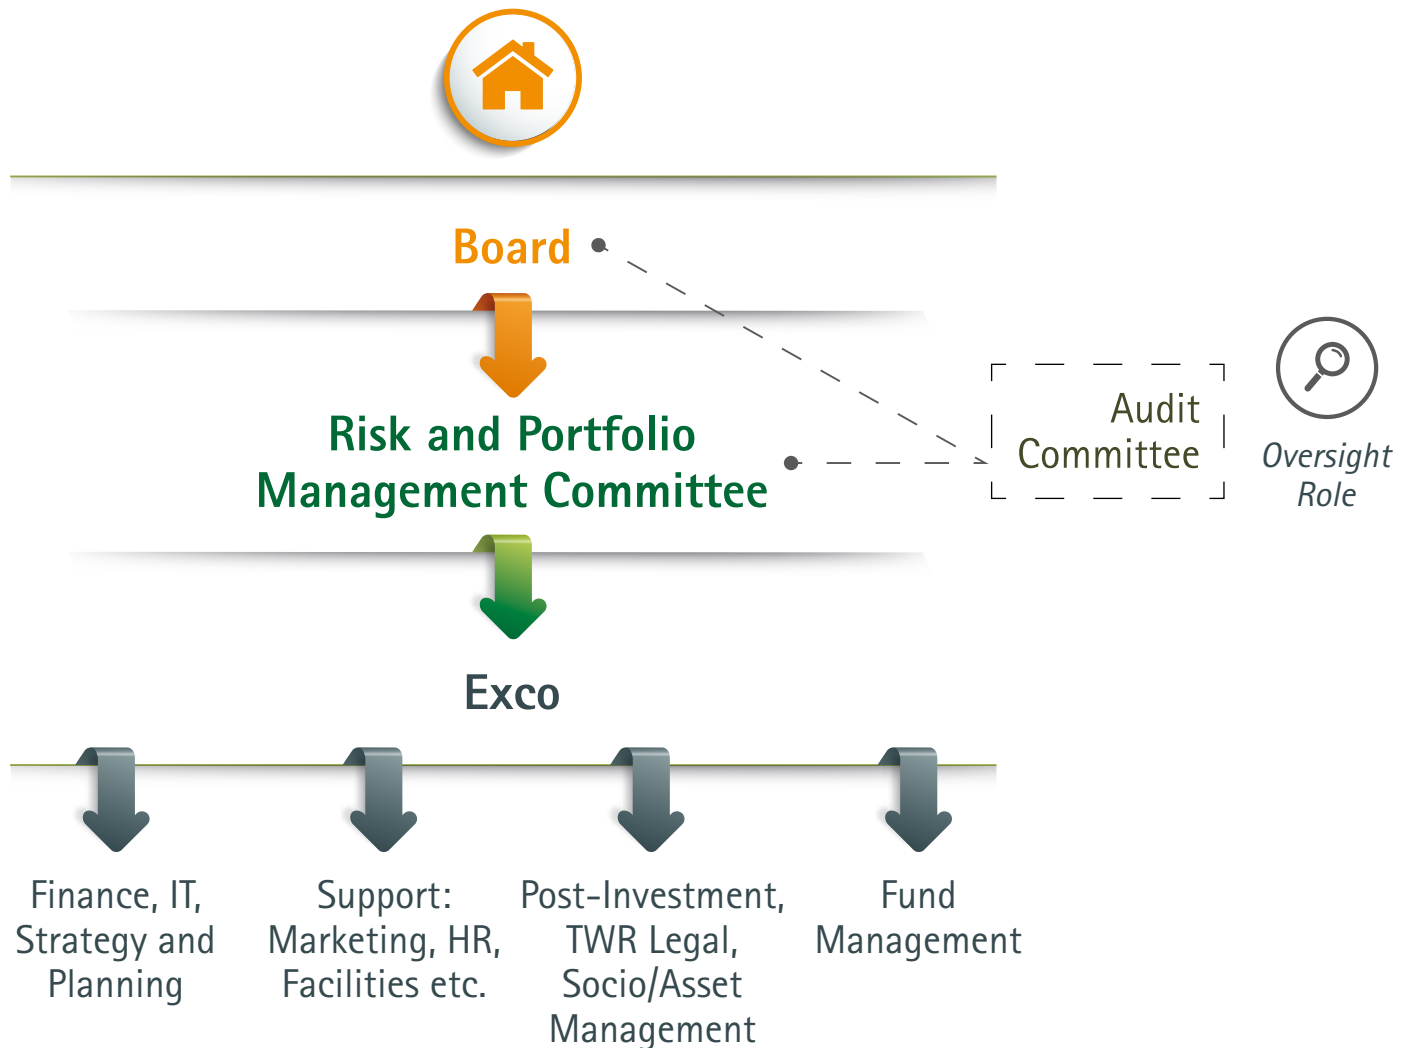 Board
Risk and Portfolio
Management Committee
Audit
Committee
Oversight
Role
Exco
Finance, IT,
Strategy and
Planning
Support:
Marketing, HR,
Facilities etc.
Post-Investment,
TWR Legal,
Socio/Asset
Management
Fund
Management